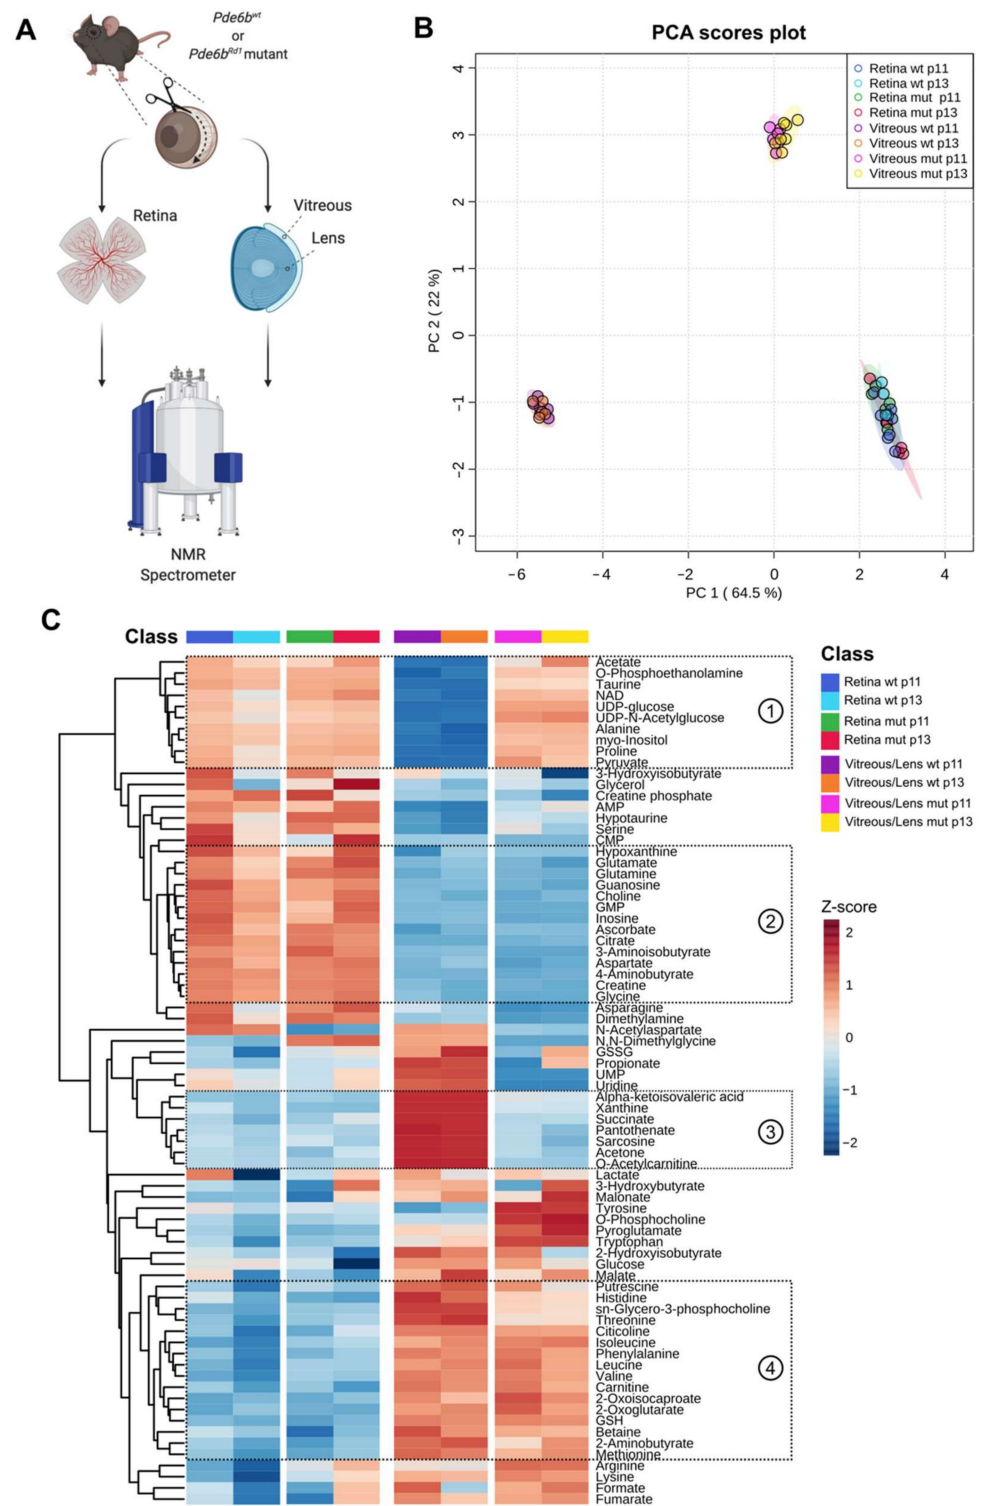 A
Pde6bwt
or
Pde6bRd1 mutant
Retina
Vitreous
Lens
NMR
Spectrometer
B
PCA scores plot
Retina wt p11
Retina wt p13
Retina mut p11
Retina mut p13
Vitreous wt p11
Vitreous wt p13
Vitreous mut p11
Vitreous mut p13
PC 2 ( 22 %)
4
3
2
1
0
−1
−2
−3
−6
−4
−2
0
2
4
PC 1 ( 64.5 %)
C
Class
Acetate
O-Phosphoethanolamine
Taurine
NAD
UDP-glucose
UDP-N-Acetylglucose
Alanine
myo-Inositol
Proline
Pyruvate
1
3-Hydroxyisobutyrate
Glycerol
Creatine phosphate
AMP
Hypotaurine
Serine
CMP
Hypoxanthine
Glutamate
Glutamine
Guanosine
Choline
GMP
Inosine
Ascorbate
Citrate
3-Aminoisobutyrate
Aspartate
4-Aminobutyrate
Creatine
Glycine
2
Asparagine
Dimethylamine
N-Acetylaspartate
N,N-Dimethylglycine
GSSG
Propionate
UMP
Uridine
Alpha-ketoisovaleric acid
Xanthine
Succinate
Pantothenate
Sarcosine
Acetone
O-Acetylcarnitine
3
Lactate
3-Hydroxybutyrate
Malonate
Tyrosine
O-Phosphocholine
Pyroglutamate
Tryptophan
2-Hydroxyisobutyrate
Glucose
Malate
Putrescine
Histidine
sn-Glycero-3-phosphocholine
Threonine
Citicoline
Isoleucine
Phenylalanine
Leucine
Valine
Carnitine
2-Oxoisocaproate
2-Oxoglutarate
GSH
Betaine
2-Aminobutyrate
Methionine
4
Arginine
Lysine
Formate
Fumarate
Class
Retina wt p11
Retina wt p13
Retina mut p11
Retina mut p13
Vitreous/Lens wt p11
Vitreous/Lens wt p13
Vitreous/Lens mut p11
Vitreous/Lens mut p13
Z-score
2
1
0
−1
−2